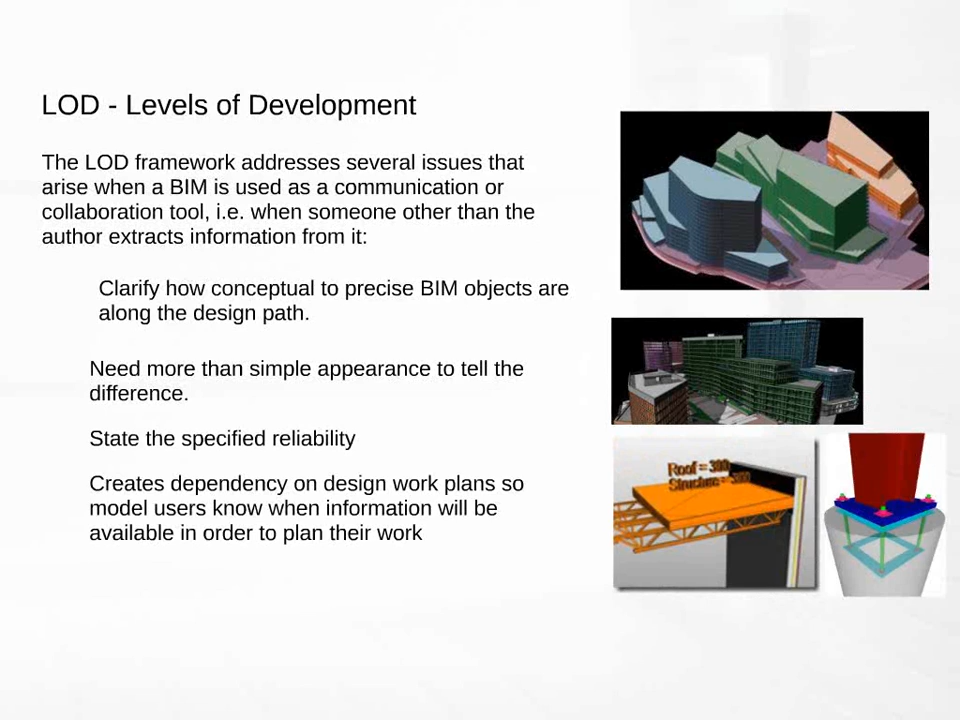 LOD - Levels of Development
The LOD framework addresses several issues that
arise when a BIM is used as a communication or
collaboration tool, i.e. when someone other than the
author extracts information from it:
Clarify how conceptual to precise BIM objects are
along the design path.
Need more than simple appearance to tell the
difference.
State the specified reliability
Creates dependency on design work plans so
model users know when information will be
available in order to plan their work
Roof = 300
Structure = 300